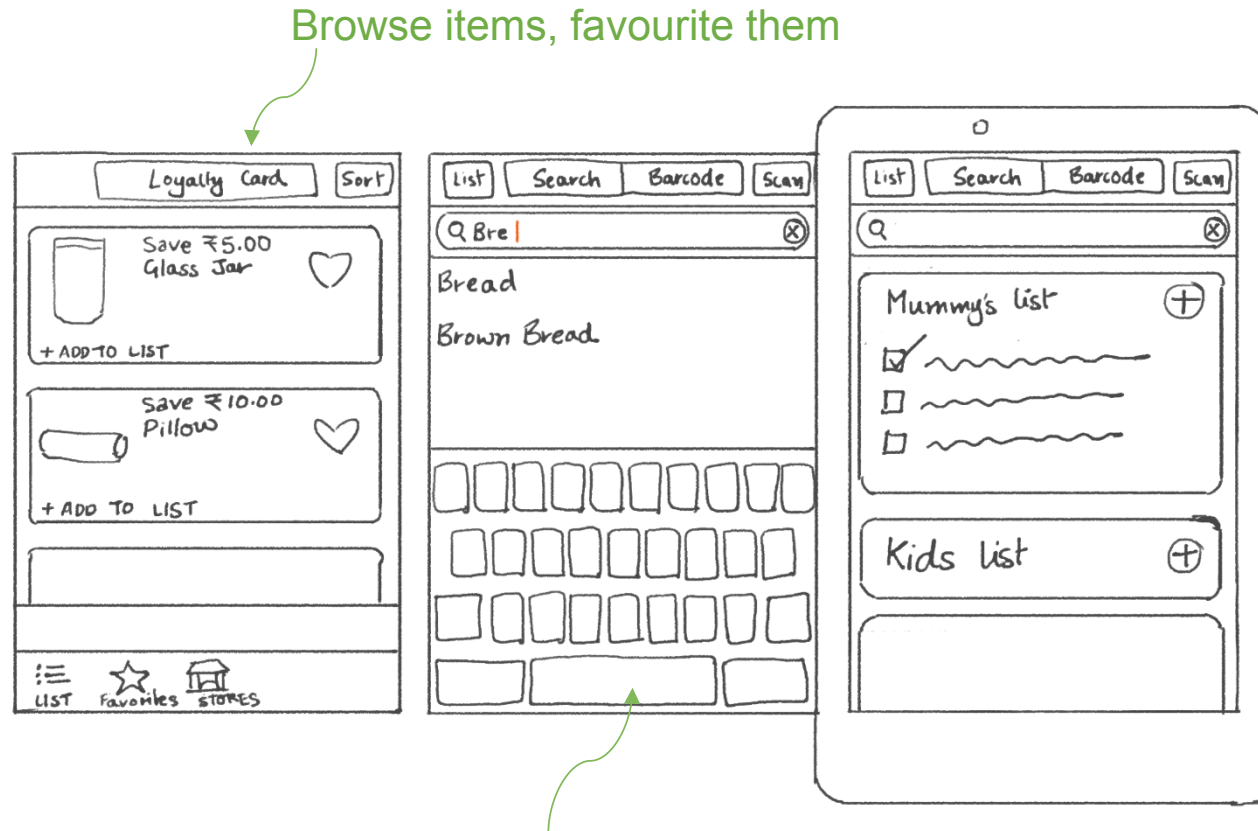 Browse items, favourite them
Loyalty Card
Sort
Save ₹5.00
Glass Jar
+ ADD TO LIST
Save ₹10.00
Pillow
+ ADD TO LIST
LIST
Favorites
STORES
List
Search
Barcode
Scan
Bre
Bread
Brown Bread
List
Search
Barcode
Scan
Mummy's list
Kids list